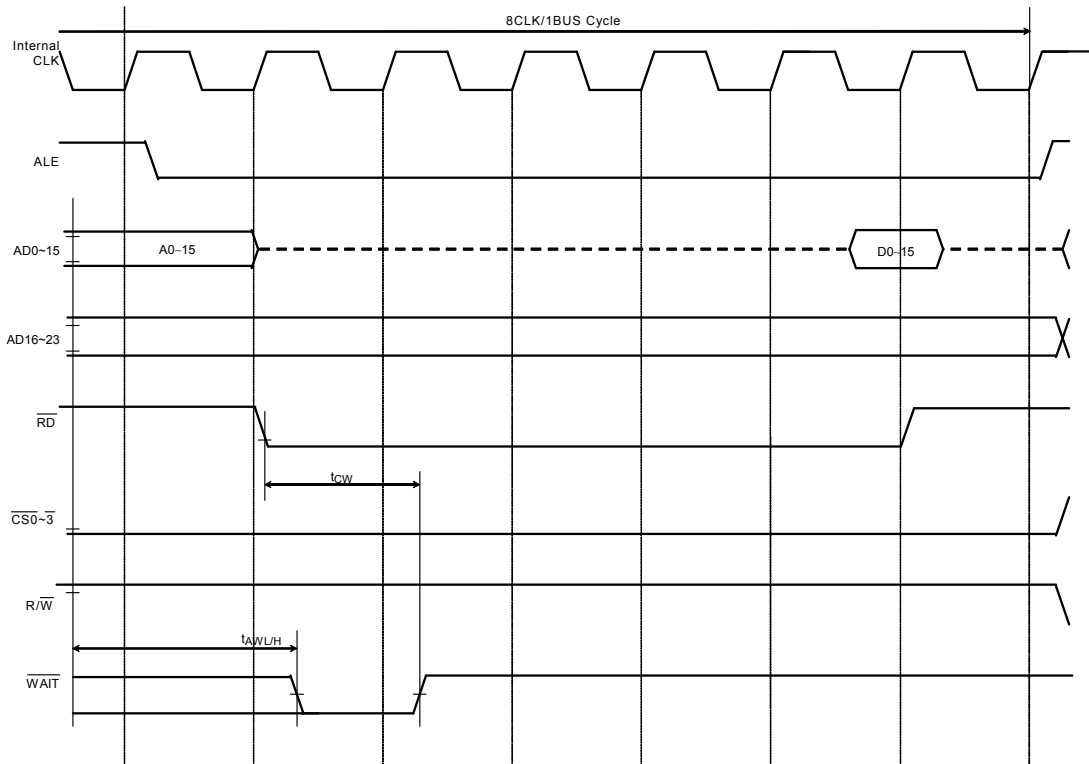 8CLK/1BUS Cycle
Internal
CLK
ALE
AD0~15
A0~15
D0~15
AD16~23
RD
tCW
CS0~3
R/W
tAWL/H
WAIT